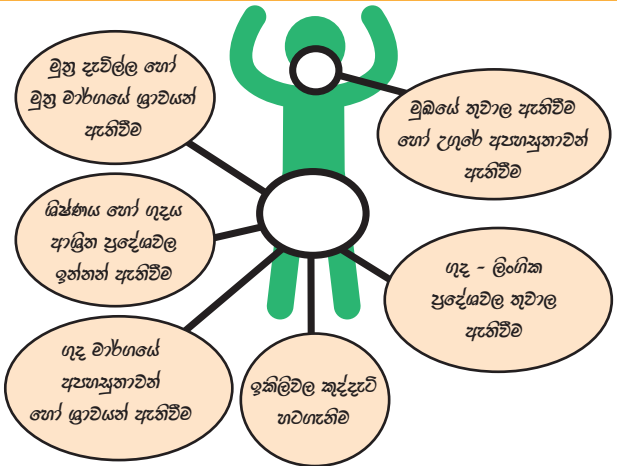 මුත්‍රා දැවිල්ල හෝ
මුත්‍රා මාර්ගයේ ශ්‍රාවයන්
ඇතිවීම
මුඛයේ තුවාල ඇතිවීම
හෝ උගුරේ අපහසුතාවන්
ඇතිවීම
ශිෂ්ණය හෝ ගුදය
ආශ්‍රිත ප්‍රදේශවල
ඉන්නන් ඇතිවීම
ගුද - ලිංගික
ප්‍රදේශවල තුවාල
ඇතිවීම
ගුද මාර්ගයේ
අපහසුතාවන්
හෝ ශ්‍රාවයන් ඇතිවීම
ඉකිලිවල කුද්දැටි
හටගැනිම